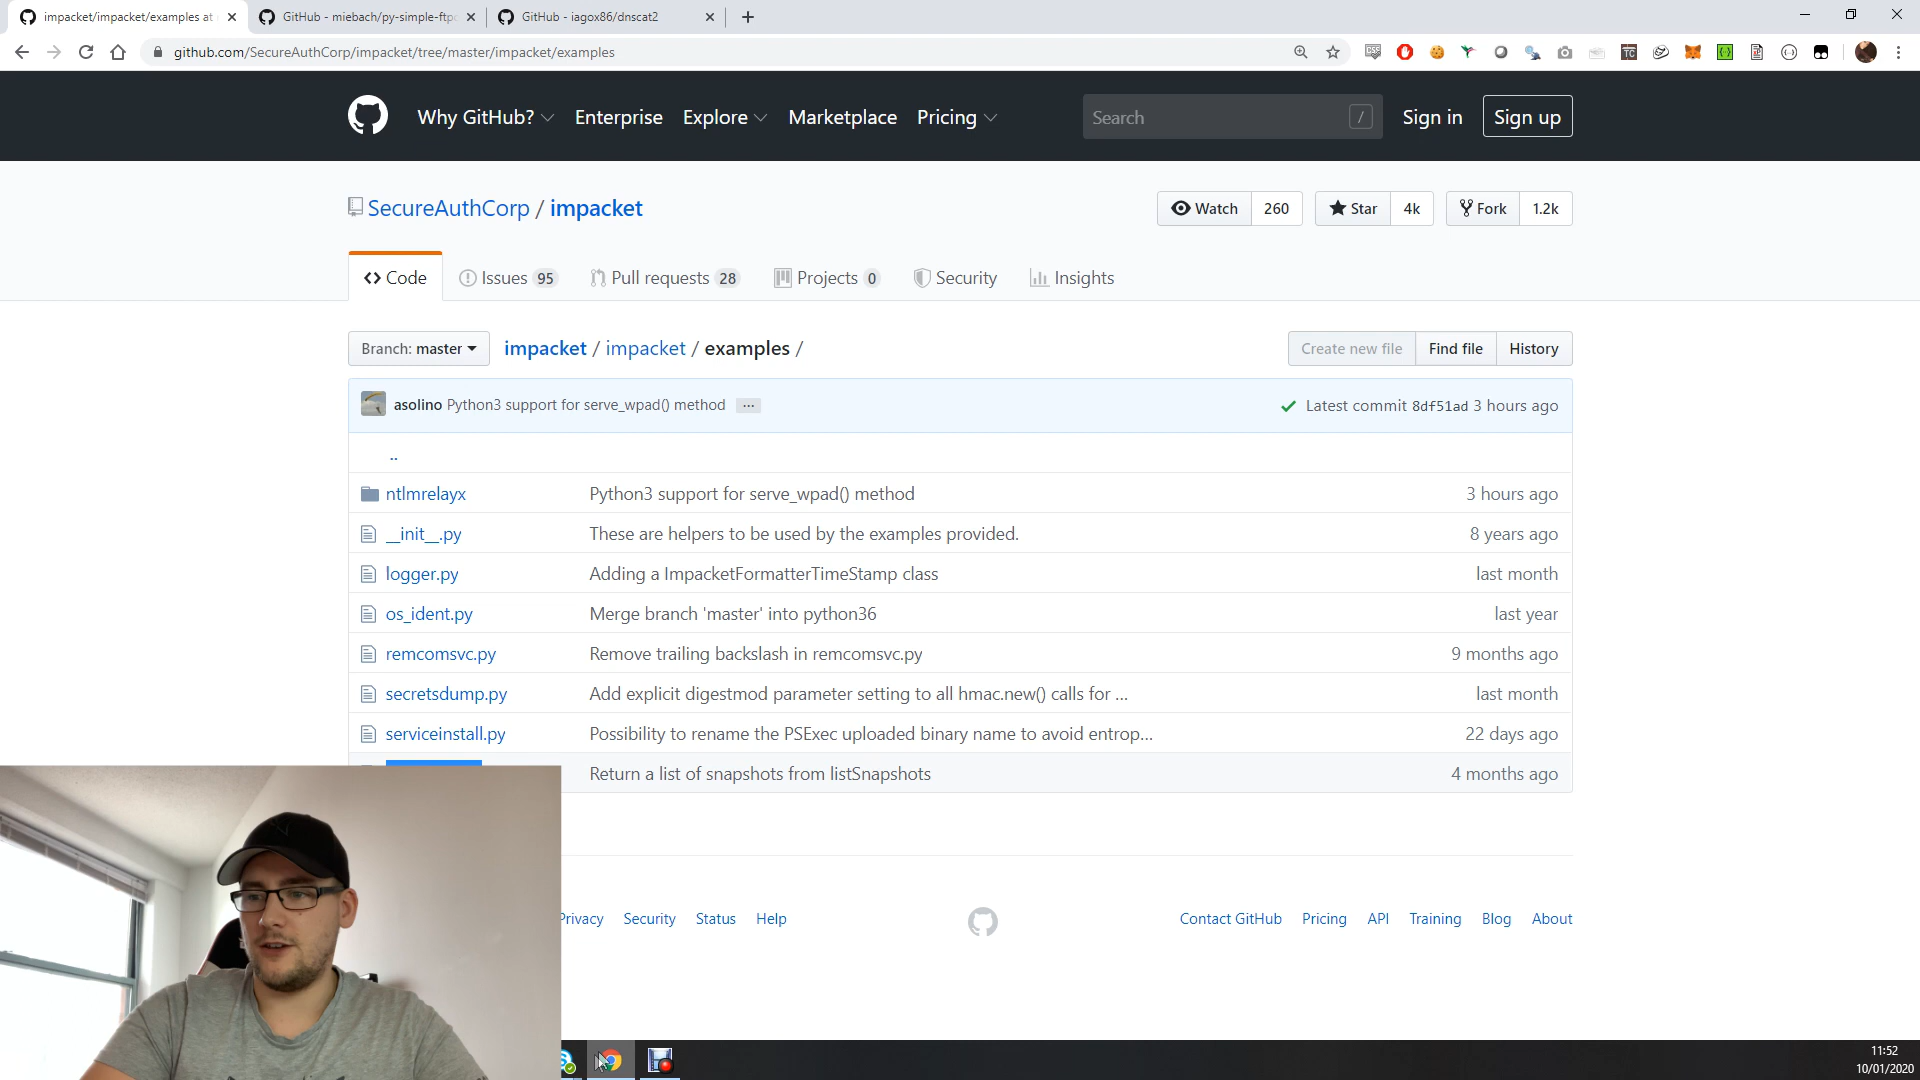 impacket/impacket/examples at
GitHub - miebach/py-simple-ftp
GitHub - iagox86/dnscat2
github.com/SecureAuthCorp/impacket/tree/master/impacket/examples
Why GitHub? Enterprise Explore Marketplace Pricing
Search /
Sign in Sign up
SecureAuthCorp / impacket
Watch 260 Star 4k Fork 1.2k
Code Issues 95 Pull requests 28 Projects 0 Security Insights
Branch: master impacket / impacket / examples /
Create new file Find file History
asolino Python3 support for serve_wpad() method ... Latest commit 8df51ad 3 hours ago
..
ntlmrelayx Python3 support for serve_wpad() method 3 hours ago
__init__.py These are helpers to be used by the examples provided. 8 years ago
logger.py Adding a ImpacketFormatterTimeStamp class last month
os_ident.py Merge branch 'master' into python36 last year
remcomsvc.py Remove trailing backslash in remcomsvc.py 9 months ago
secretsdump.py Add explicit digestmod parameter setting to all hmac.new() calls for ... last month
serviceinstall.py Possibility to rename the PSExec uploaded binary name to avoid entrop... 22 days ago
Return a list of snapshots from listSnapshots 4 months ago
Privacy Security Status Help Contact GitHub Pricing API Training Blog About
11:52
10/01/2020